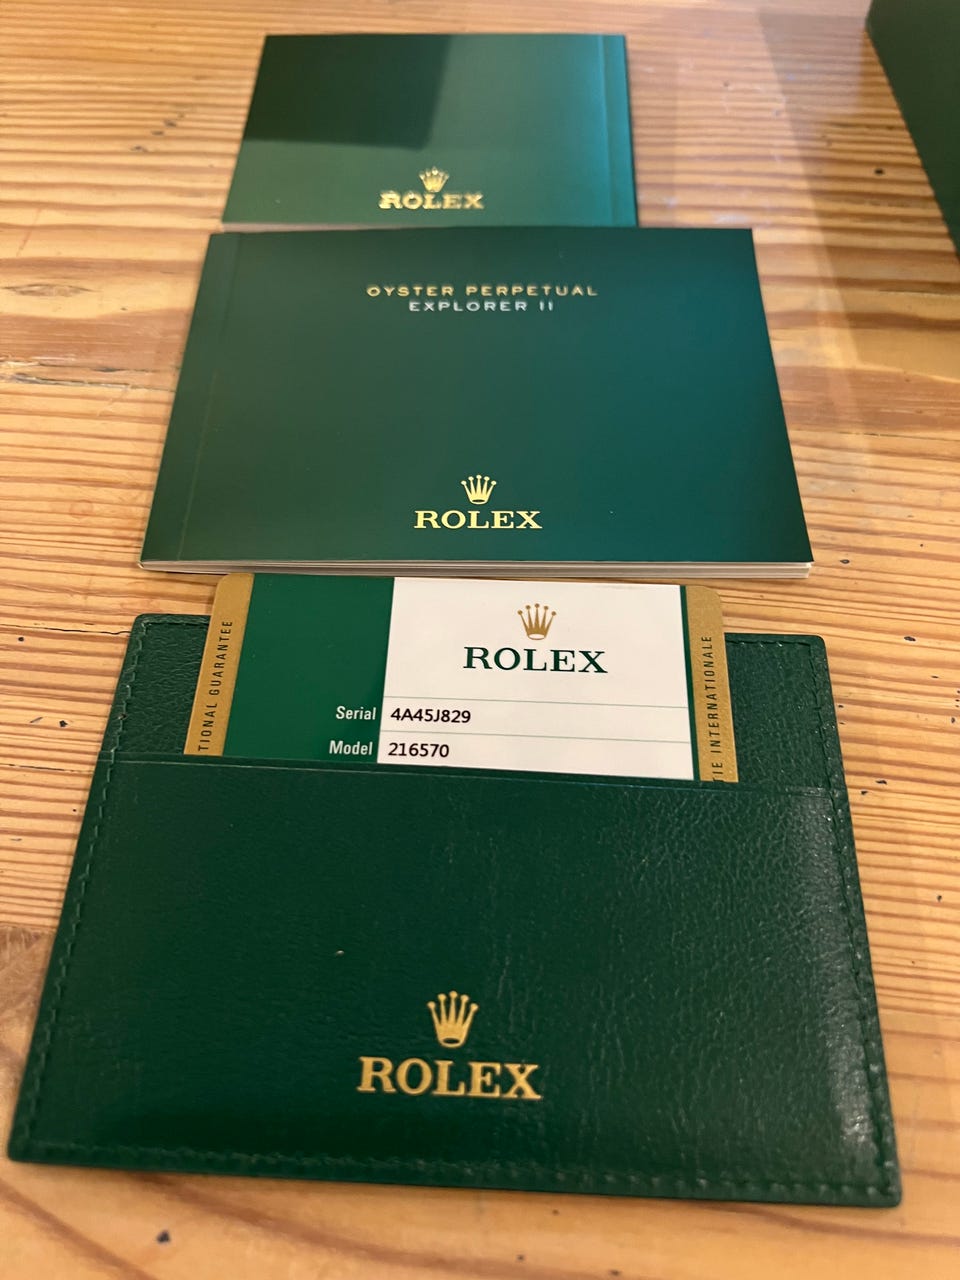 ROLEX
OYSTER PERPETUAL
EXPLORER II
ROLEX
TIONAL GUARANTEE
ROLEX
Serial 4A45J829
Model 216570
TIE INTERNATIONALE
ROLEX